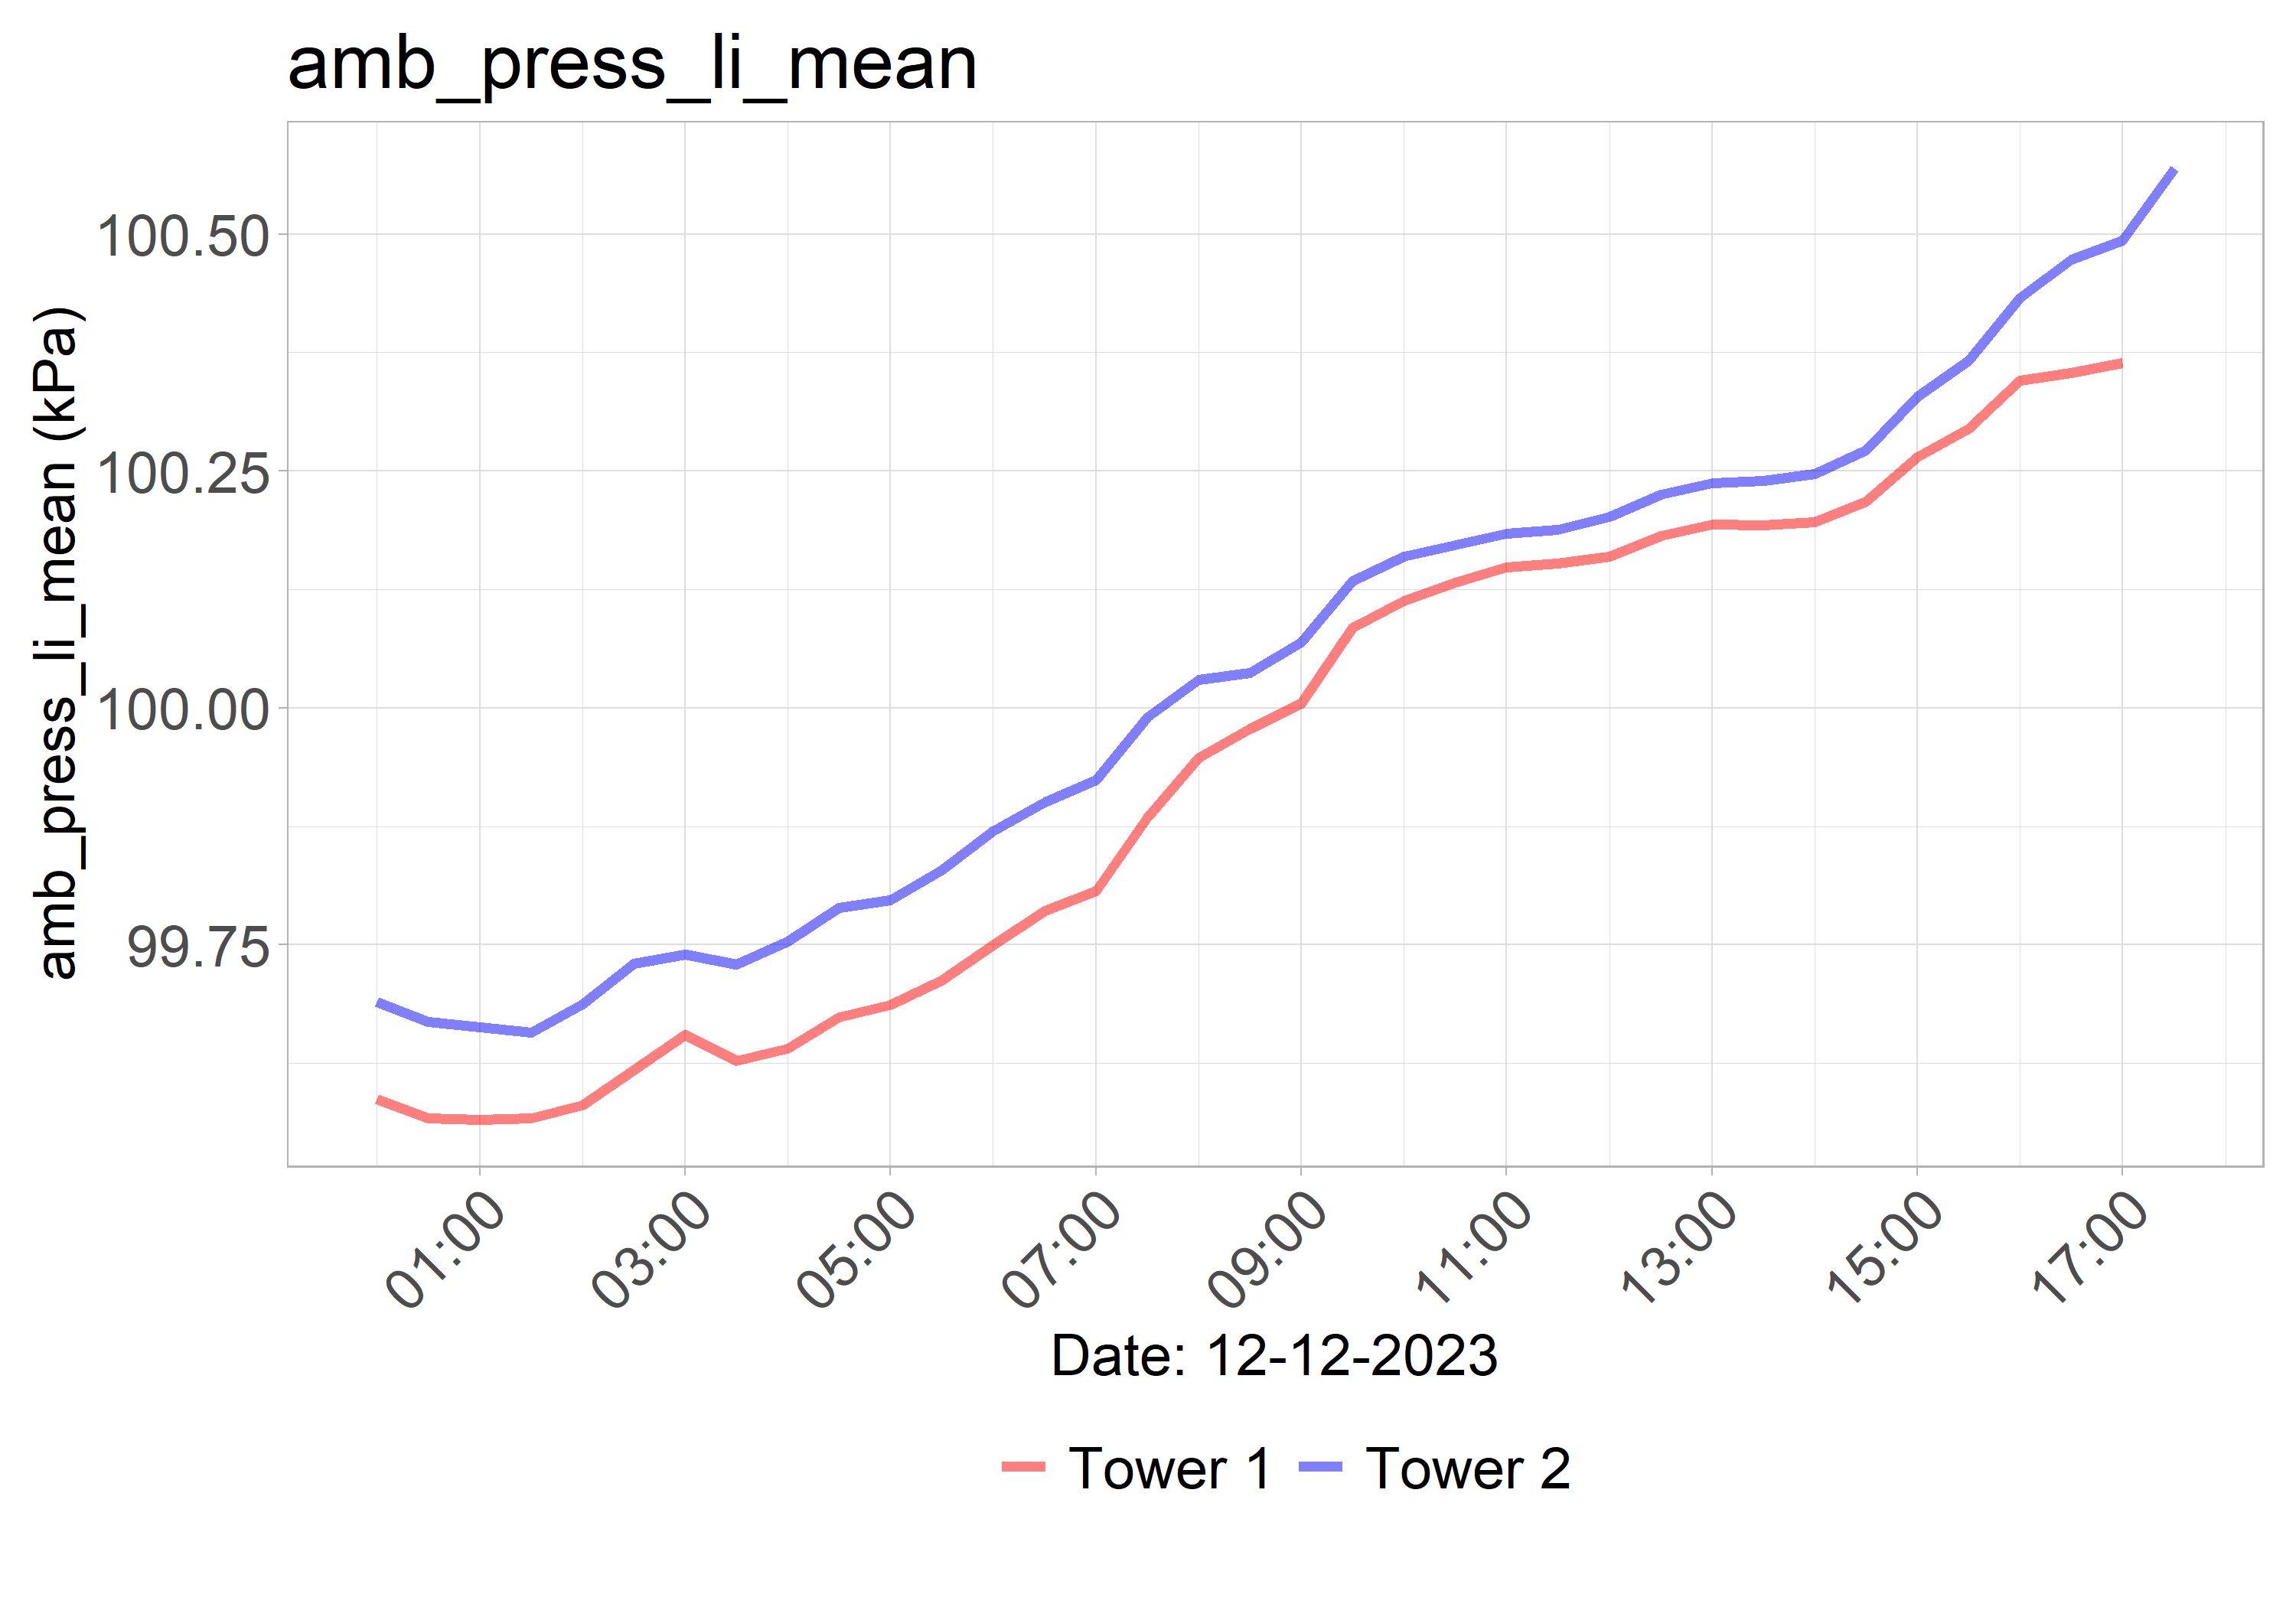 amb_press_li_mean
amb_press_li_mean (kPa)
100.50
100.25
100.00
99.75
01:00 03:00 05:00 07:00 09:00 11:00 13:00 15:00 17:00
Date: 12-12-2023
Tower 1 Tower 2